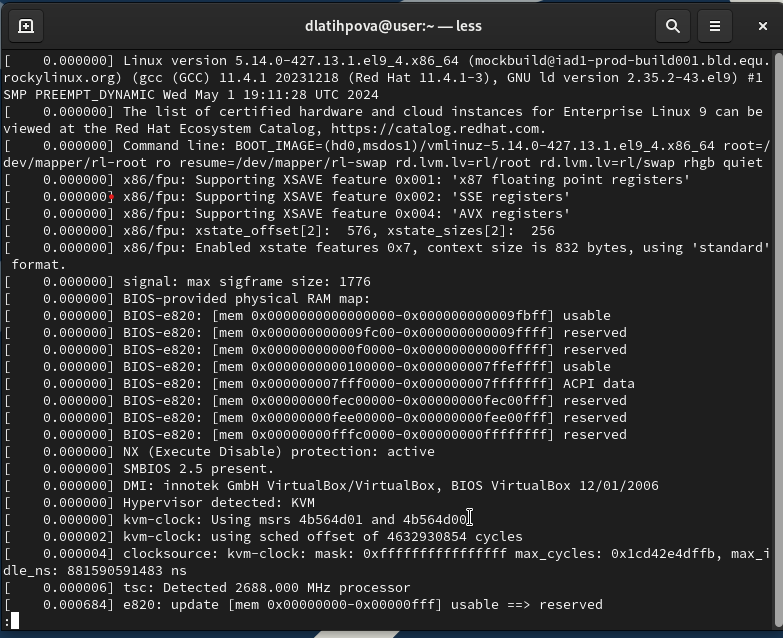 dlatihpova@user:~ — less
[    0.000000] Linux version 5.14.0-427.13.1.el9_4.x86_64 (mockbuild@iad1-prod-build001.bld.equ.
rockylinux.org) (gcc (GCC) 11.4.1 20231218 (Red Hat 11.4.1-3), GNU ld version 2.35.2-43.el9) #1
SMP PREEMPT_DYNAMIC Wed May 1 19:11:28 UTC 2024
[    0.000000] The list of certified hardware and cloud instances for Enterprise Linux 9 can be
viewed at the Red Hat Ecosystem Catalog, https://catalog.redhat.com.
[    0.000000] Command line: BOOT_IMAGE=(hd0,msdos1)/vmlinuz-5.14.0-427.13.1.el9_4.x86_64 root=/
dev/mapper/rl-root ro resume=/dev/mapper/rl-swap rd.lvm.lv=rl/root rd.lvm.lv=rl/swap rhgb quiet
[    0.000000] x86/fpu: Supporting XSAVE feature 0x001: 'x87 floating point registers'
[    0.000000] x86/fpu: Supporting XSAVE feature 0x002: 'SSE registers'
[    0.000000] x86/fpu: Supporting XSAVE feature 0x004: 'AVX registers'
[    0.000000] x86/fpu: xstate_offset[2]:  576, xstate_sizes[2]:  256
[    0.000000] x86/fpu: Enabled xstate features 0x7, context size is 832 bytes, using 'standard'
 format.
[    0.000000] signal: max sigframe size: 1776
[    0.000000] BIOS-provided physical RAM map:
[    0.000000] BIOS-e820: [mem 0x0000000000000000-0x000000000009fbff] usable
[    0.000000] BIOS-e820: [mem 0x000000000009fc00-0x000000000009ffff] reserved
[    0.000000] BIOS-e820: [mem 0x00000000000f0000-0x00000000000fffff] reserved
[    0.000000] BIOS-e820: [mem 0x0000000000100000-0x000000007ffeffff] usable
[    0.000000] BIOS-e820: [mem 0x000000007fff0000-0x000000007fffffff] ACPI data
[    0.000000] BIOS-e820: [mem 0x00000000fec00000-0x00000000fec00fff] reserved
[    0.000000] BIOS-e820: [mem 0x00000000fee00000-0x00000000fee00fff] reserved
[    0.000000] BIOS-e820: [mem 0x00000000fffc0000-0x00000000ffffffff] reserved
[    0.000000] NX (Execute Disable) protection: active
[    0.000000] SMBIOS 2.5 present.
[    0.000000] DMI: innotek GmbH VirtualBox/VirtualBox, BIOS VirtualBox 12/01/2006
[    0.000000] Hypervisor detected: KVM
[    0.000000] kvm-clock: Using msrs 4b564d01 and 4b564d00
[    0.000002] kvm-clock: using sched offset of 4632930854 cycles
[    0.000004] clocksource: kvm-clock: mask: 0xffffffffffffffff max_cycles: 0x1cd42e4dffb, max_i
dle_ns: 881590591483 ns
[    0.000006] tsc: Detected 2688.000 MHz processor
[    0.000684] e820: update [mem 0x00000000-0x00000fff] usable ==> reserved
: